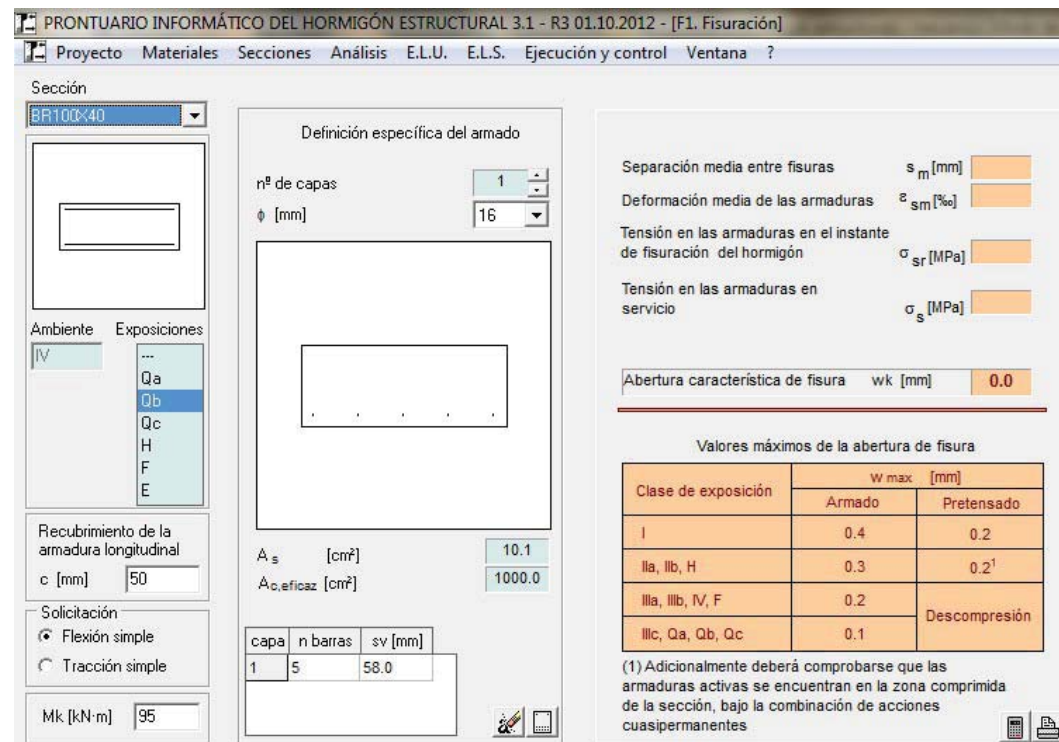 PRONTUARIO INFORMÁTICO DEL HORMIGÓN ESTRUCTURAL 3.1 - R3 01.10.2012 - [F1. Fisuración]
Proyecto Materiales Secciones Análisis E.L.U. E.L.S. Ejecución y control Ventana ?
Sección
BR100X40
Ambiente Exposiciones
IV
---
Qa
Qb
Qc
H
F
E
Recubrimiento de la
armadura longitudinal
c [mm] 50
Solicitación
Flexión simple
Tracción simple
Mk [kN·m] 95
Definición específica del armado
nº de capas 1
ϕ [mm] 16
A s [cm²] 10.1
Ac,eficaz [cm²] 1000.0
capa n barras sv [mm]
1 5 58.0
Separación media entre fisuras s m [mm]
Deformación media de las armaduras ε sm [‰]
Tensión en las armaduras en el instante
de fisuración del hormigón σ sr [MPa]
Tensión en las armaduras en
servicio σ s [MPa]
Abertura característica de fisura wk [mm] 0.0
Valores máximos de la abertura de fisura
Clase de exposición w max [mm]
Armado Pretensado
I 0.4 0.2
IIa, IIb, H 0.3 0.2¹
IIIa, IIIb, IV, F 0.2 Descompresión
IIIc, Qa, Qb, Qc 0.1
(1) Adicionalmente deberá comprobarse que las
armaduras activas se encuentran en la zona comprimida
de la sección, bajo la combinación de acciones
cuasipermanentes